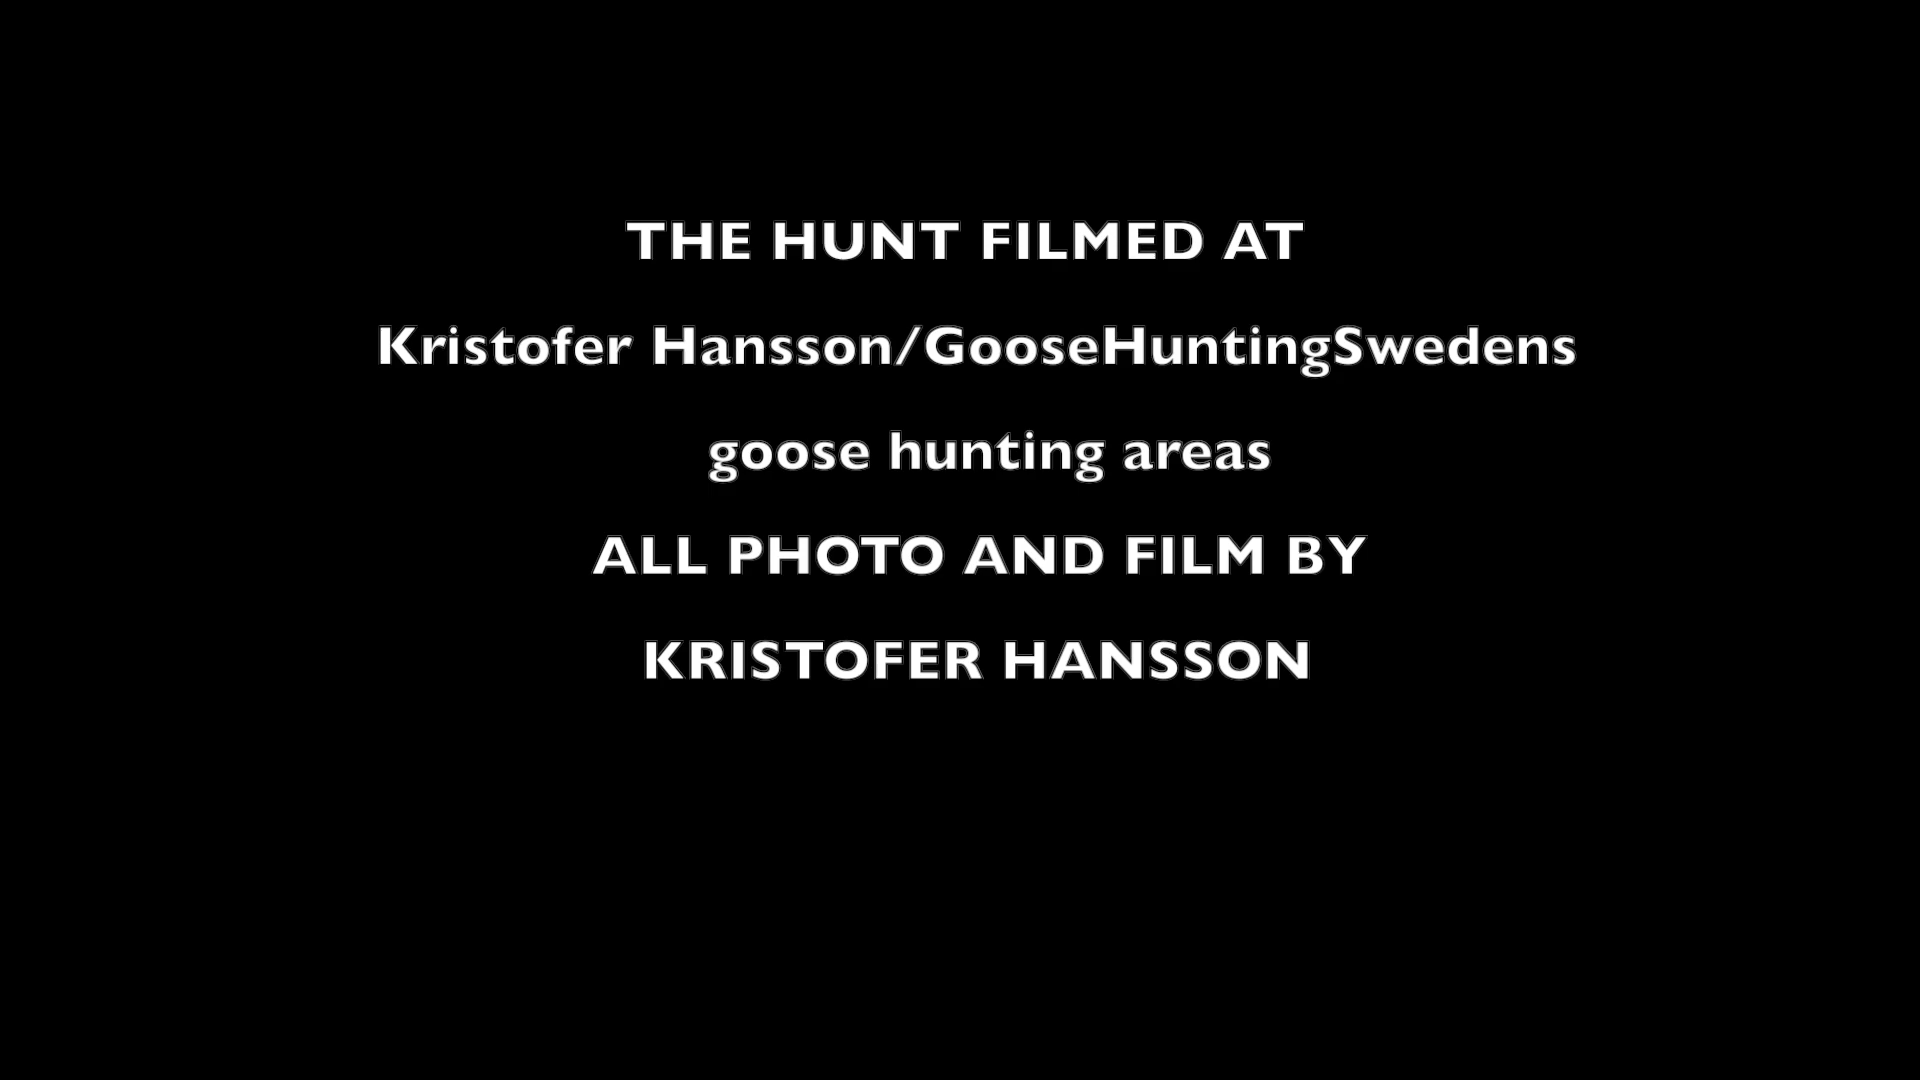 THE HUNT FILMED AT
Kristofer Hansson/GooseHuntingSwedens
goose hunting areas
ALL PHOTO AND FILM BY
KRISTOFER HANSSON